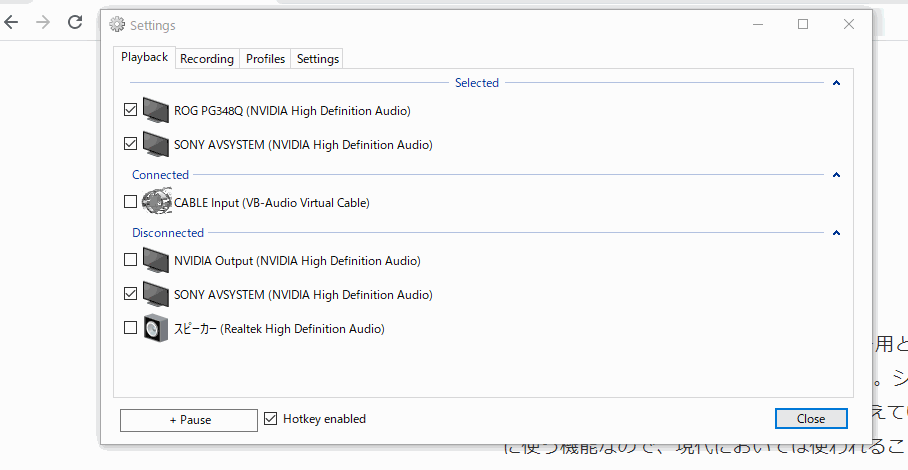 Settings
Playback
Recording
Profiles
Settings
Selected
ROG PG348Q (NVIDIA High Definition Audio)
SONY AVSYSTEM (NVIDIA High Definition Audio)
Connected
CABLE Input (VB-Audio Virtual Cable)
Disconnected
NVIDIA Output (NVIDIA High Definition Audio)
SONY AVSYSTEM (NVIDIA High Definition Audio)
スピーカー (Realtek High Definition Audio)
+ Pause
Hotkey enabled
Close
用と
。シ
えてい
に使う機能なので、現代においては使われるこ